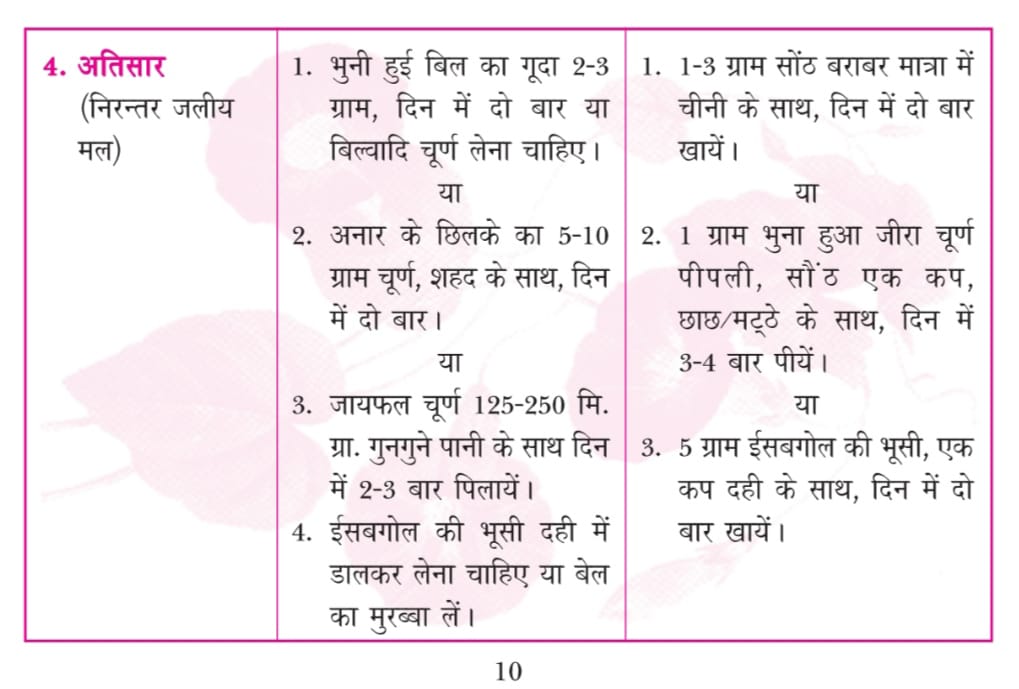 4. अतिसार
(निरन्तर जलीय
मल)
1. भुनी हुई बिल का गूदा 2-3
ग्राम, दिन में दो बार या
बिल्वादि चूर्ण लेना चाहिए।
या
2. अनार के छिलके का 5-10
ग्राम चूर्ण, शहद के साथ, दिन
में दो बार।
या
3. जायफल चूर्ण 125-250 मि.
ग्रा. गुनगुने पानी के साथ दिन
में 2-3 बार पिलायें।
4. ईसबगोल की भूसी दही में
डालकर लेना चाहिए या बेल
का मुरब्बा लें।
1. 1-3 ग्राम सोंठ बराबर मात्रा में
चीनी के साथ, दिन में दो बार
खायें।
या
2. 1 ग्राम भुना हुआ जीरा चूर्ण
पीपली, सौंठ एक कप,
छाछ/मट्ठे के साथ, दिन में
3-4 बार पीयें।
या
3. 5 ग्राम ईसबगोल की भूसी, एक
कप दही के साथ, दिन में दो
बार खायें।
10